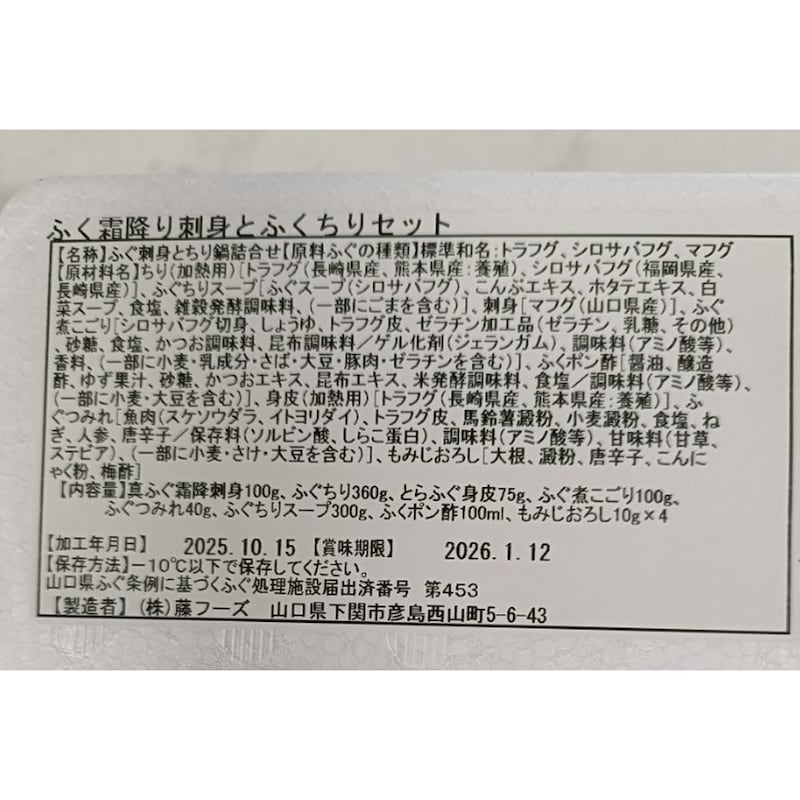 ふく霜降り刺身とふくちりセット
【名称】ふぐ刺身とちり鍋詰合せ【原料ふぐの種類】標準和名:トラフグ、シロサバフグ、マフグ
【原材料名】ちり(加熱用)[トラフグ(長崎県産、熊本県産:養殖)、シロサバフグ(福岡県産、
長崎県産)]、ふぐちりスープ[ふぐスープ(シロサバフグ)、こんぶエキス、ホタテエキス、白
菜スープ、食塩、雑穀発酵調味料、(一部にごまを含む)]、刺身[マフグ(山口県産)]、ふぐ
煮こごり[シロサバフグ切身、しょうゆ、トラフグ皮、ゼラチン加工品(ゼラチン、乳糖、その他)
、砂糖、食塩、かつお調味料、昆布調味料/ゲル化剤(ジェランガム)、調味料(アミノ酸等)、
香料、(一部に小麦・乳成分・さば・大豆・豚肉・ゼラチンを含む)]、ふくポン酢[醤油、醸造
酢、ゆず果汁、砂糖、かつおエキス、昆布エキス、米発酵調味料、食塩/調味料(アミノ酸等)、
(一部に小麦・大豆を含む)]、身皮(加熱用)[トラフグ(長崎県産、熊本県産:養殖)]、ふ
ぐつみれ[魚肉(スケソウダラ、イトヨリダイ)、トラフグ皮、馬鈴薯澱粉、小麦澱粉、食塩、ね
ぎ、人参、唐辛子/保存料(ソルビン酸、しらこ蛋白)、調味料(アミノ酸等)、甘味料(甘草、
ステビア)、(一部に小麦・さけ・大豆を含む)]、もみじおろし[大根、澱粉、唐辛子、こんに
ゃく粉、梅酢]
【内容量】真ふぐ霜降刺身100g、ふぐちり360g、とらふぐ身皮75g、ふぐ煮こごり100g、
ふぐつみれ40g、ふぐちりスープ300g、ふくポン酢100ml、もみじおろし10g×4
【加工年月日】 2025.10.15 【賞味期限】 2026.1.12
【保存方法】-10℃以下で保存してください。
山口県ふぐ条例に基づくふぐ処理施設届出済番号 第453
【製造者】(株)藤フーズ 山口県下関市彦島西山町5-6-43